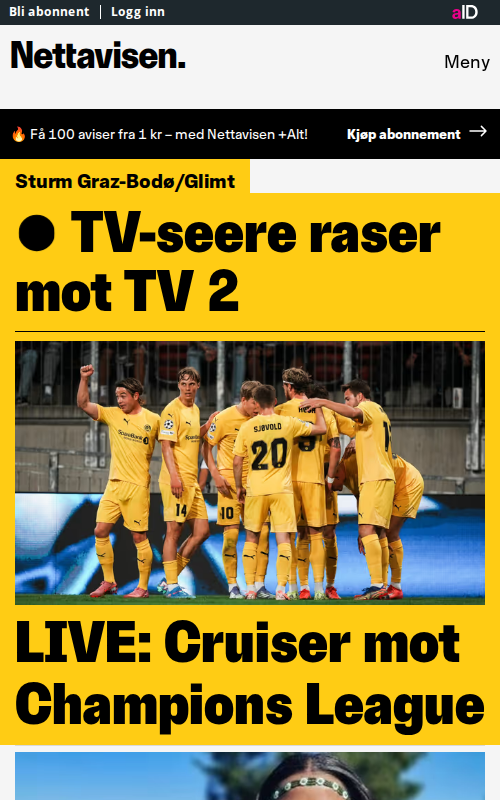 Bli abonnent | Logg inn
aID
Nettavisen.
Meny
🔥 Få 100 aviser fra 1 kr – med Nettavisen +Alt!
Kjøp abonnement →
Sturm Graz-Bodø/Glimt
● TV-seere raser
mot TV 2
SJØVOLD
20
14
10
LIVE: Cruiser mot
Champions League